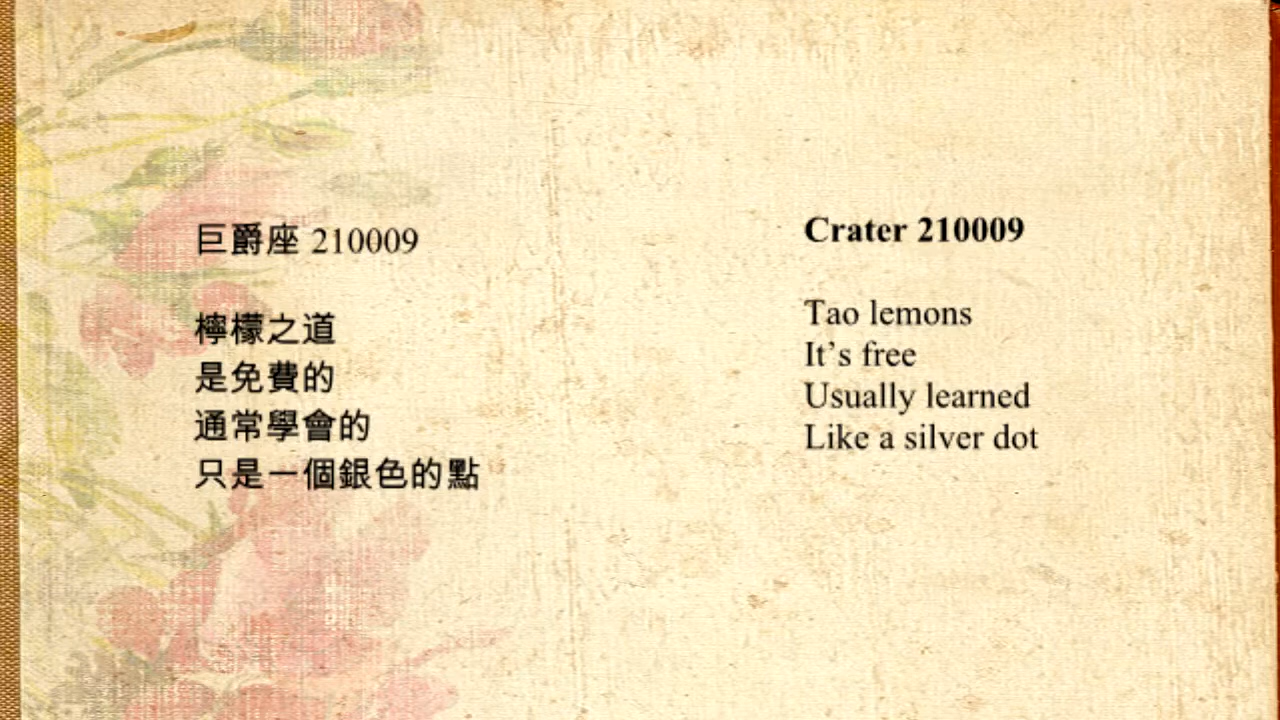 巨爵座 210009
檸檬之道
是免費的
通常學會的
只是一個銀色的點
Crater 210009
Tao lemons
It’s free
Usually learned
Like a silver dot